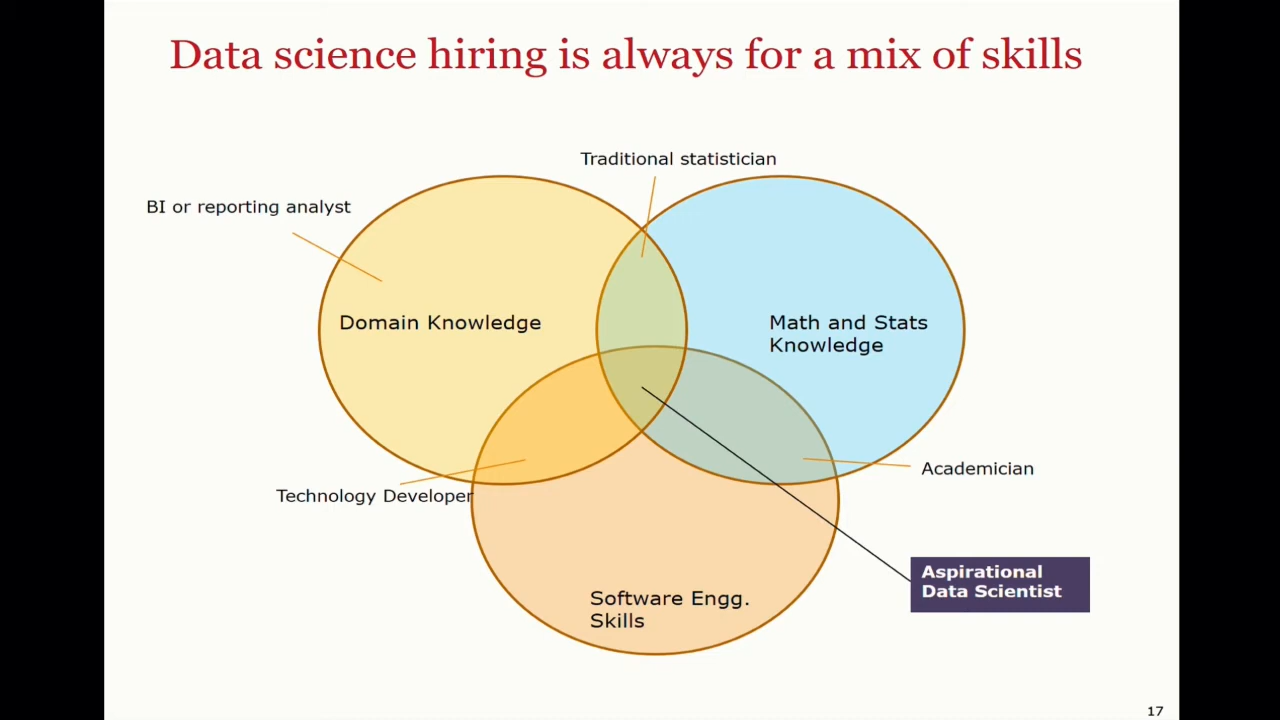 Data science hiring is always for a mix of skills
Traditional statistician
BI or reporting analyst
Domain Knowledge
Math and Stats
Knowledge
Academician
Technology Developer
Aspirational
Data Scientist
Software Engg.
Skills
17